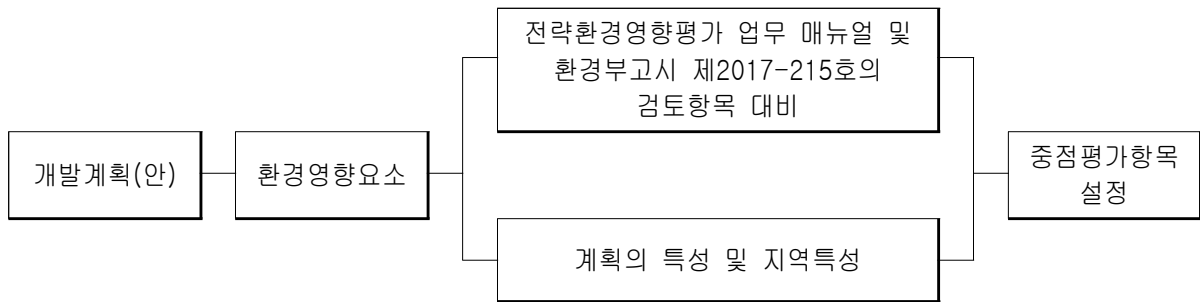 개발계획(안)
환경영향요소
전략환경영향평가 업무 매뉴얼 및
환경부고시 제2017-215호의
검토항목 대비
계획의 특성 및 지역특성
중점평가항목
설정